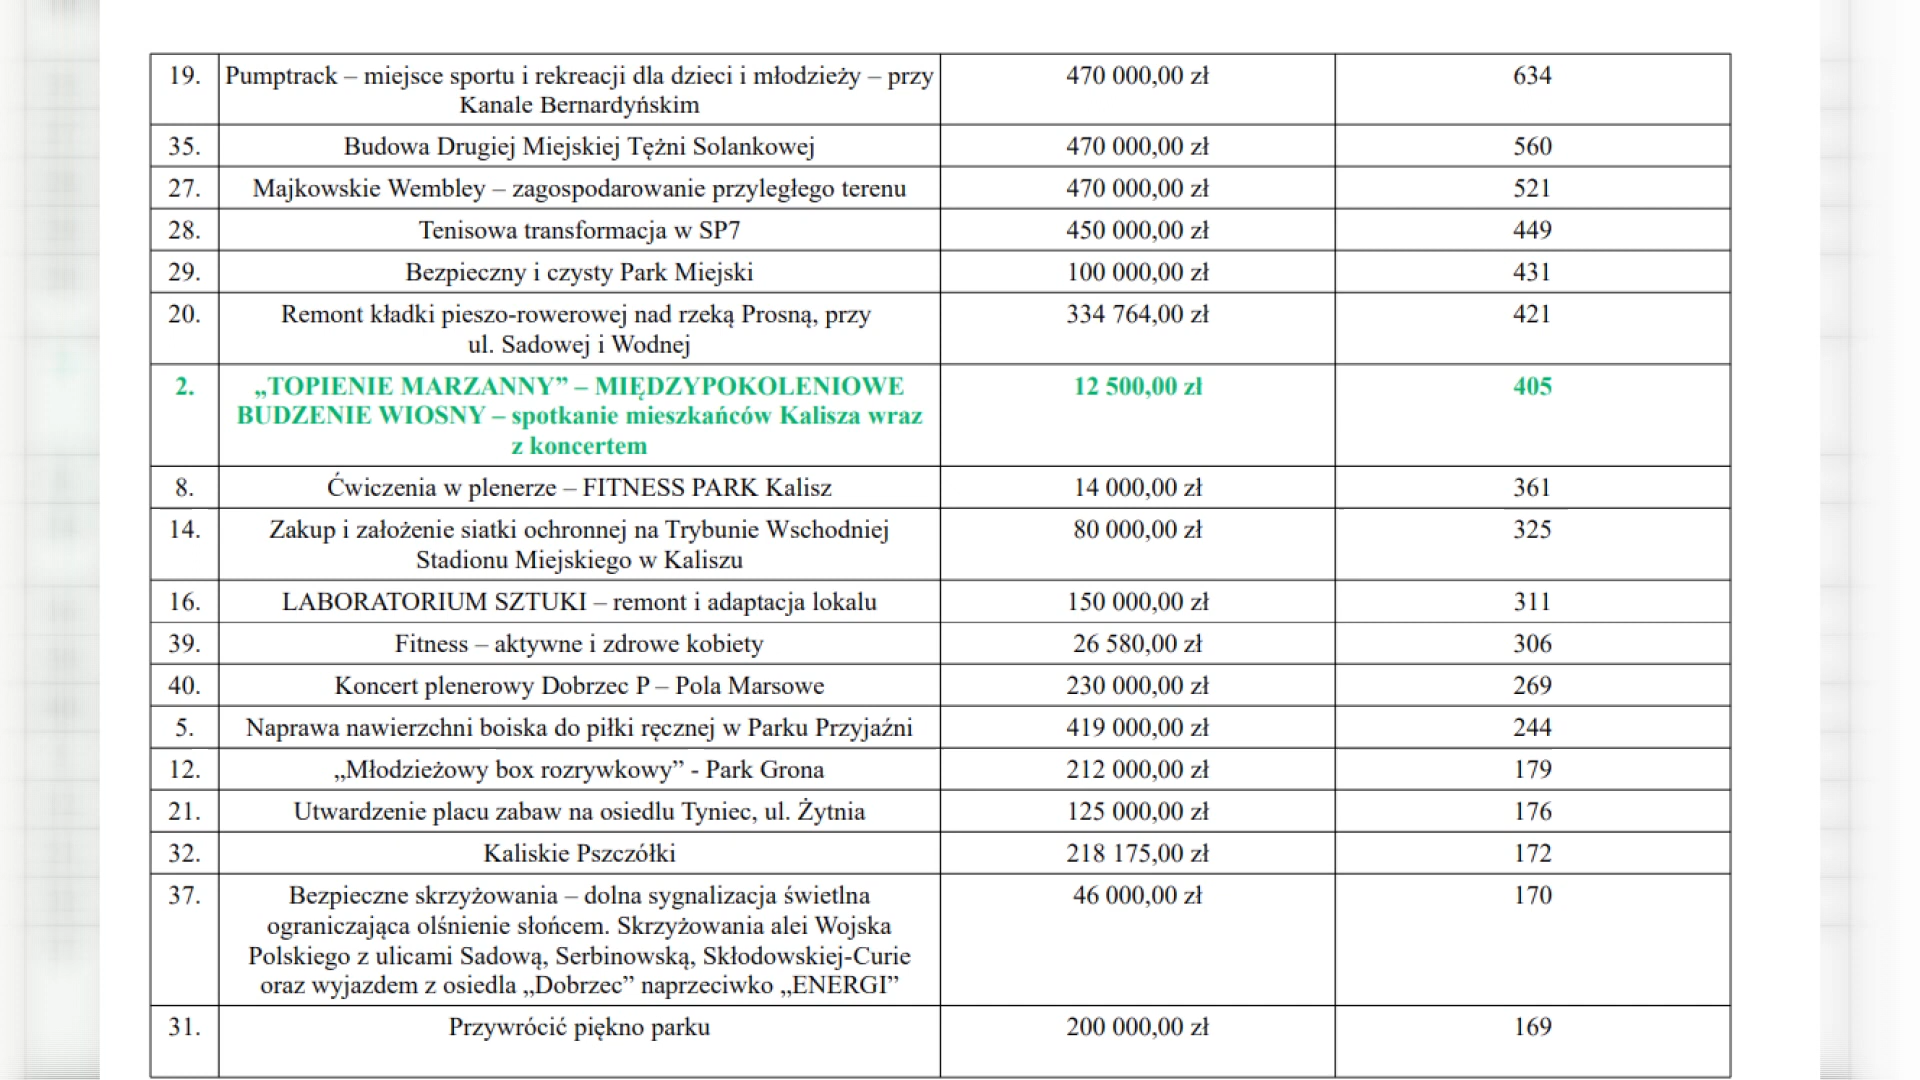 19. Pumptrack – miejsce sportu i rekreacji dla dzieci i młodzieży – przy 470 000,00 zł 634
Kanale Bernardyńskim
35. Budowa Drugiej Miejskiej Tężni Solankowej 470 000,00 zł 560
27. Majkowskie Wembley – zagospodarowanie przyległego terenu 470 000,00 zł 521
28. Tenisowa transformacja w SP7 450 000,00 zł 449
29. Bezpieczny i czysty Park Miejski 100 000,00 zł 431
20. Remont kładki pieszo-rowerowej nad rzeką Prosną, przy 334 764,00 zł 421
ul. Sadowej i Wodnej
2. „TOPIENIE MARZANNY” – MIĘDZYPOKOLENIOWE 12 500,00 zł 405
BUDZENIE WIOSNY – spotkanie mieszkańców Kalisza wraz
z koncertem
8. Ćwiczenia w plenerze – FITNESS PARK Kalisz 14 000,00 zł 361
14. Zakup i założenie siatki ochronnej na Trybunie Wschodniej 80 000,00 zł 325
Stadionu Miejskiego w Kaliszu
16. LABORATORIUM SZTUKI – remont i adaptacja lokalu 150 000,00 zł 311
39. Fitness – aktywne i zdrowe kobiety 26 580,00 zł 306
40. Koncert plenerowy Dobrzec P – Pola Marsowe 230 000,00 zł 269
5. Naprawa nawierzchni boiska do piłki ręcznej w Parku Przyjaźni 419 000,00 zł 244
12. „Młodzieżowy box rozrywkowy” - Park Grona 212 000,00 zł 179
21. Utwardzenie placu zabaw na osiedlu Tyniec, ul. Żytnia 125 000,00 zł 176
32. Kaliskie Pszczółki 218 175,00 zł 172
37. Bezpieczne skrzyżowania – dolna sygnalizacja świetlna 46 000,00 zł 170
ograniczająca olśnienie słońcem. Skrzyżowania alei Wojska
Polskiego z ulicami Sadową, Serbinowską, Skłodowskiej-Curie
oraz wyjazdem z osiedla „Dobrzec” naprzeciwko „ENERGI”
31. Przywrócić piękno parku 200 000,00 zł 169